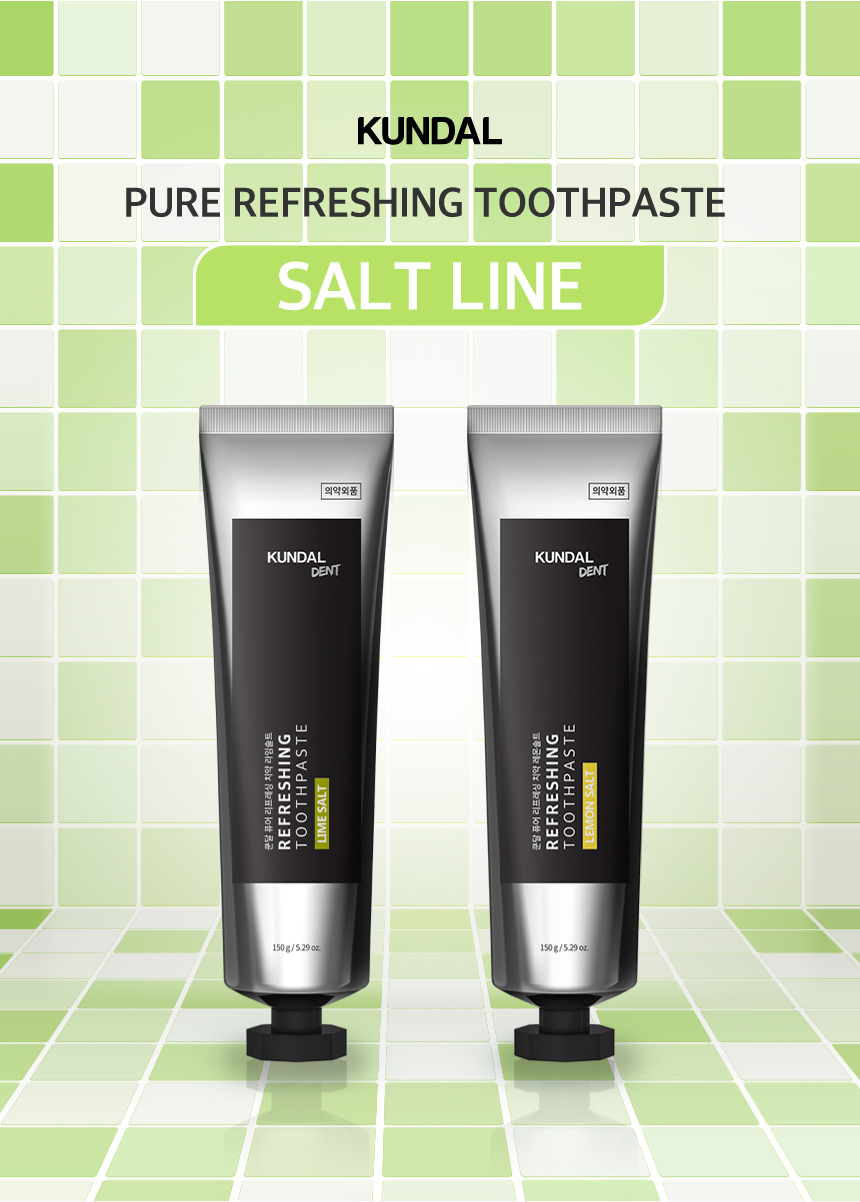 KUNDAL
PURE REFRESHING TOOTHPASTE
SALT LINE
의약외품
KUNDAL
DENT
쿤달 퓨어 리프레싱 치약 라임솔트
REFRESHING
TOOTHPASTE
LIME SALT
150 g / 5.29 oz.
의약외품
KUNDAL
DENT
쿤달 퓨어 리프레싱 치약 레몬솔트
REFRESHING
TOOTHPASTE
LEMON SALT
150 g / 5.29 oz.